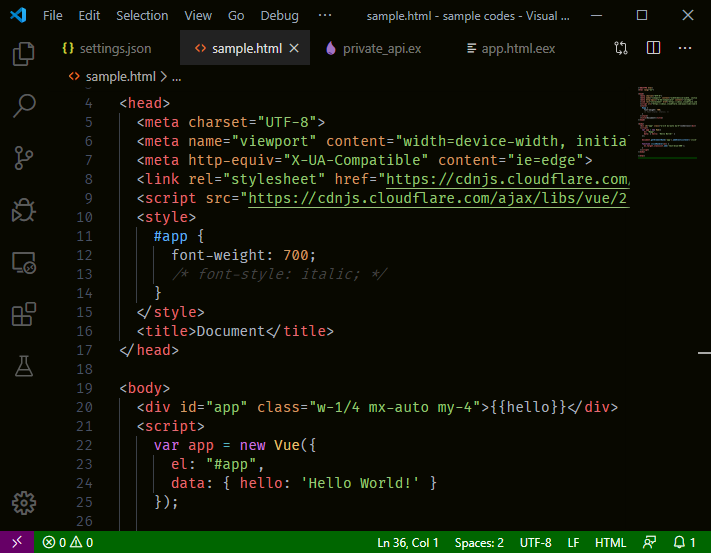 File Edit Selection View Go Debug ··· sample.html - sample codes - Visual ...
settings.json sample.html private_api.ex app.html.eex ···
sample.html > ...
4 <head>
5 <meta charset="UTF-8">
6 <meta name="viewport" content="width=device-width, initial
7 <meta http-equiv="X-UA-Compatible" content="ie=edge">
8 <link rel="stylesheet" href="https://cdnjs.cloudflare.com/
9 <script src="https://cdnjs.cloudflare.com/ajax/libs/vue/2
10 <style>
11 #app {
12 font-weight: 700;
13 /* font-style: italic; */
14 }
15 </style>
16 <title>Document</title>
17 </head>
18
19 <body>
20 <div id="app" class="w-1/4 mx-auto my-4">{{hello}}</div>
21 <script>
22 var app = new Vue({
23 el: "#app",
24 data: { hello: 'Hello World!' }
25 });
26
0 0 Ln 36, Col 1 Spaces: 2 UTF-8 LF HTML 1